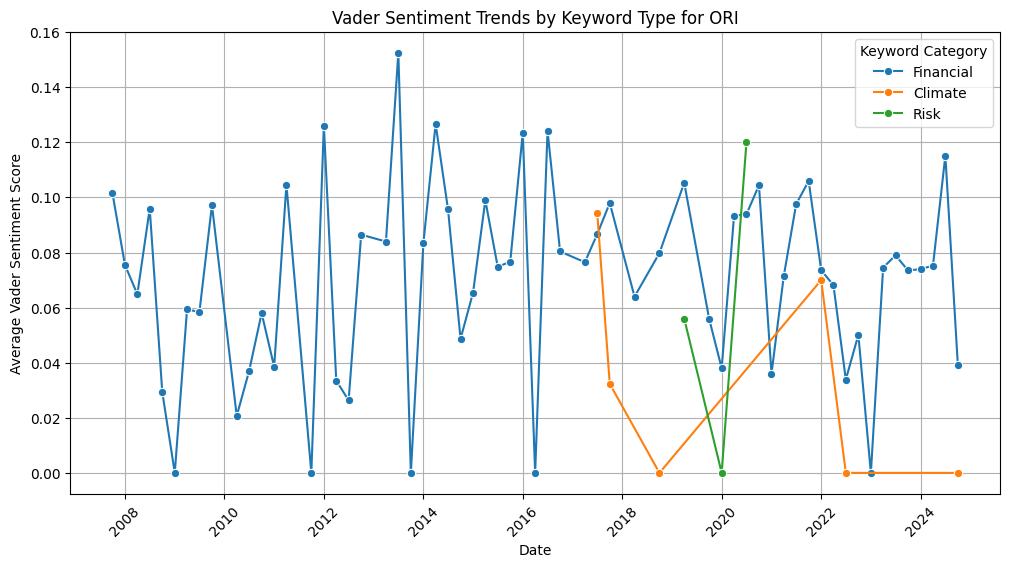 Vader Sentiment Trends by Keyword Type for ORI
Average Vader Sentiment Score
0.16
0.14
0.12
0.10
0.08
0.06
0.04
0.02
0.00
Keyword Category
Financial
Climate
Risk
2008
2010
2012
2014
2016
2018
2020
2022
2024
Date